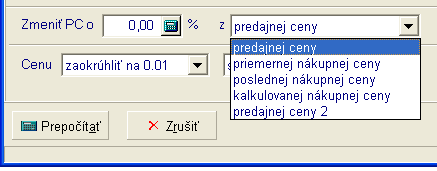 Zmeniť PC o 0,00 % z predajnej ceny
predajnej ceny
priemernej nákupnej ceny
poslednej nákupnej ceny
kalkulovanej nákupnej ceny
predajnej ceny 2
Cenu zaokrúhliť na 0.01
Prepočítať Zrušiť